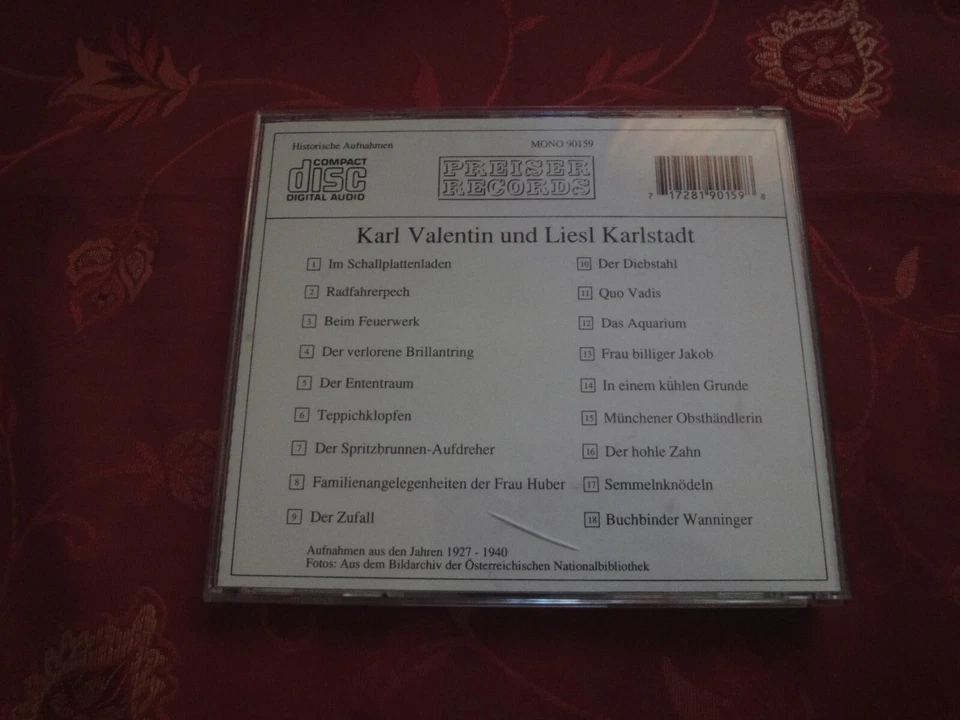 Historische Aufnahmen
MONO 90159
COMPACT
disc
DIGITAL AUDIO
PREISER
RECORDS
7 17281 90159 8
Karl Valentin und Liesl Karlstadt
1 Im Schallplattenladen
2 Radfahrerpech
3 Beim Feuerwerk
4 Der verlorene Brillantring
5 Der Ententraum
6 Teppichklopfen
7 Der Spritzbrunnen-Aufdreher
8 Familienangelegenheiten der Frau Huber
9 Der Zufall
10 Der Diebstahl
11 Quo Vadis
12 Das Aquarium
13 Frau billiger Jakob
14 In einem kühlen Grunde
15 Münchener Obsthändlerin
16 Der hohle Zahn
17 Semmelnknödeln
18 Buchbinder Wanninger
Aufnahmen aus den Jahren 1927 - 1940
Fotos: Aus dem Bildarchiv der Österreichischen Nationalbibliothek